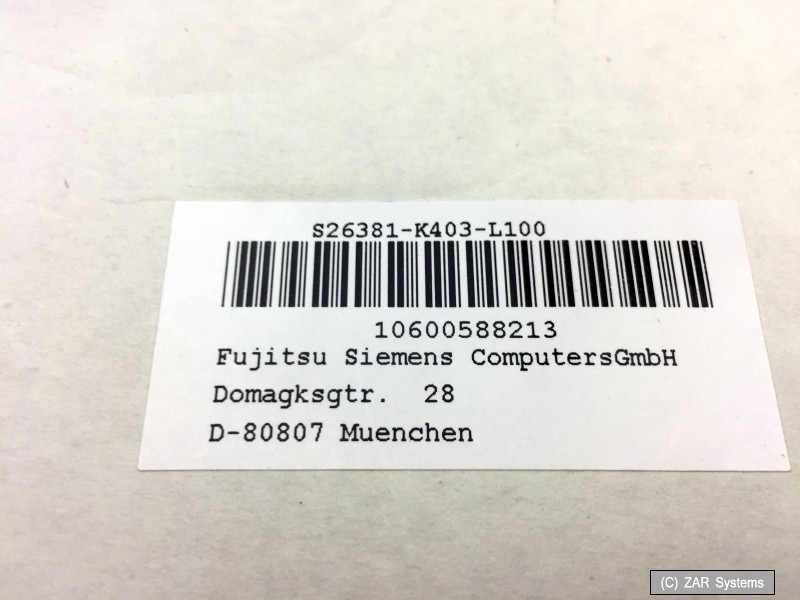 S26381-K403-L100
10600588213
Fujitsu Siemens ComputersGmbH
Domagksgtr. 28
D-80807 Muenchen
(C) ZAR Systems